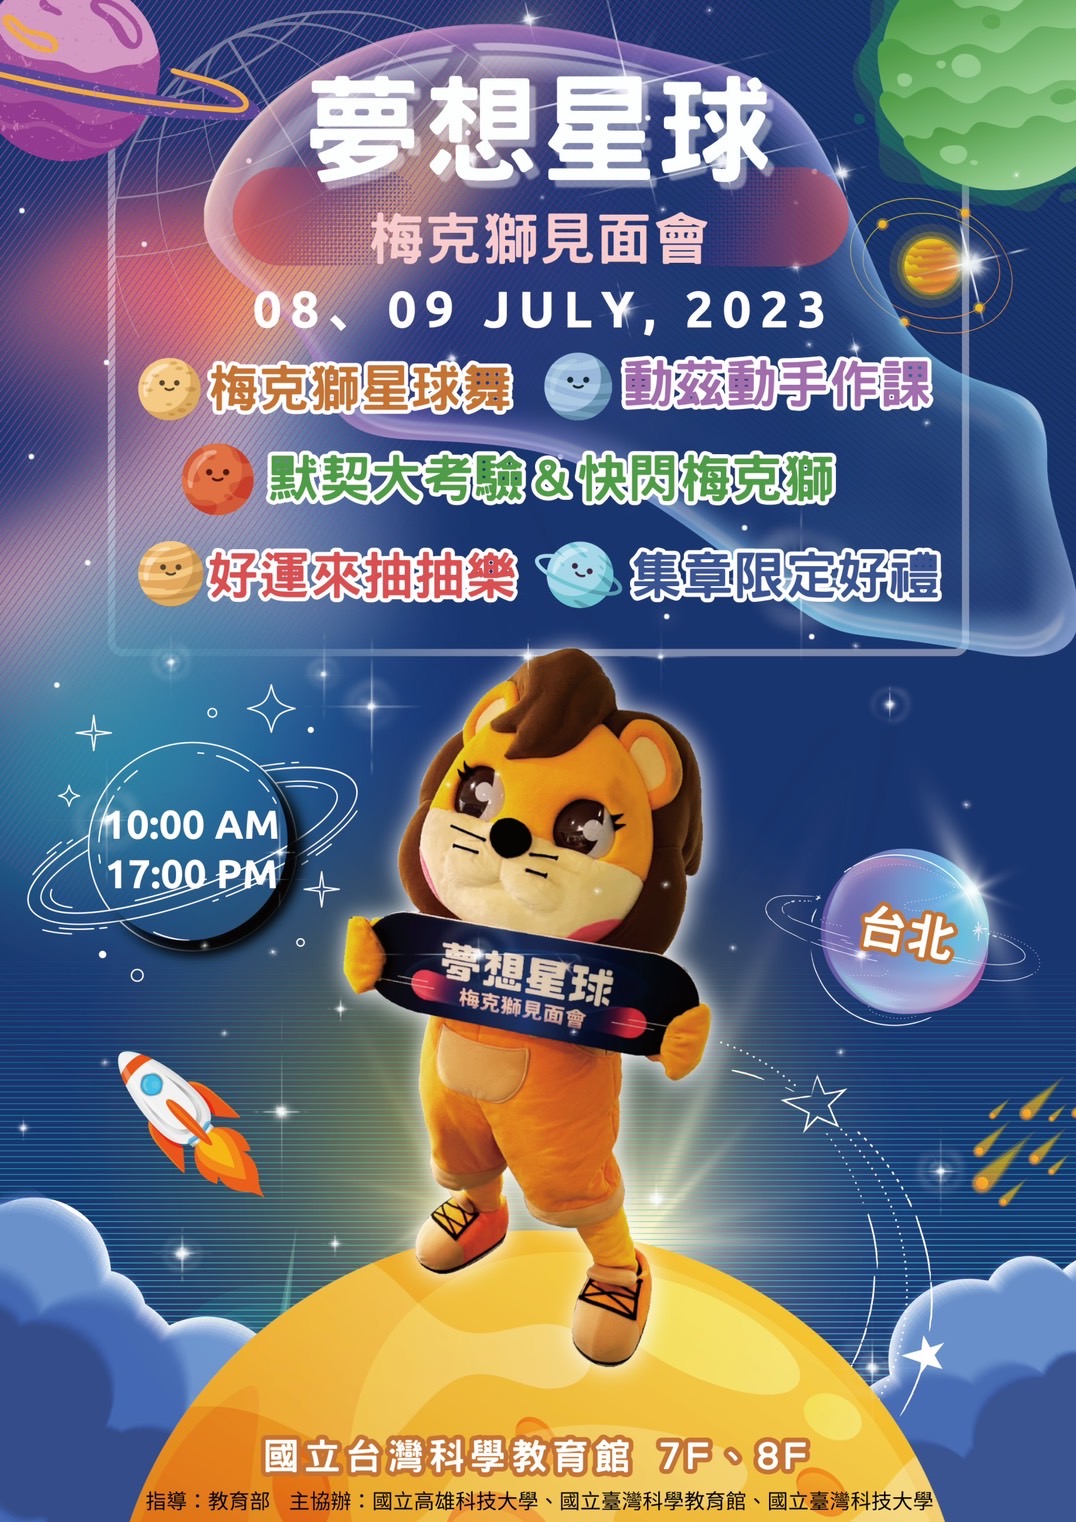 夢想星球
梅克獅見面會
08、09 JULY, 2023
梅克獅星球舞 動茲動手作課
默契大考驗&快閃梅克獅
好運來抽抽樂 集章限定好禮
10:00 AM
17:00 PM
台北
夢想星球
梅克獅見面會
國立台灣科學教育館 7F、8F
指導：教育部 主協辦：國立高雄科技大學、國立臺灣科學教育館、國立臺灣科技大學